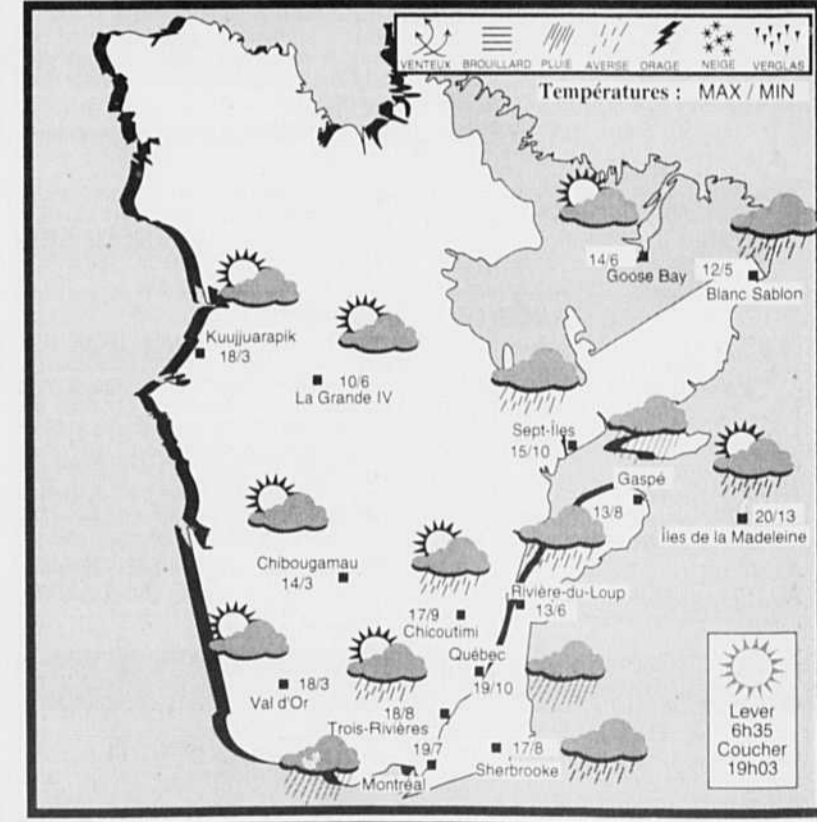 VENTEUX BROUILLARD PLUIE AVERSE ORAGE NEIGE VERGLAS
Températures : MAX / MIN
14/6
Goose Bay
12/5
Blanc Sablon
Kuujjuarapik
18/3
10/6
La Grande IV
Sept-Îles
15/10
Gaspé
13/8
20/13
Îles de la Madeleine
Chibougamau
14/3
Rivière-du-Loup
13/6
17/9
Chicoutimi
Québec
19/10
18/3
Val d'Or
18/8
Trois-Rivières
19/7
Montréal
17/8
Sherbrooke
Lever
6h35
Coucher
19h03